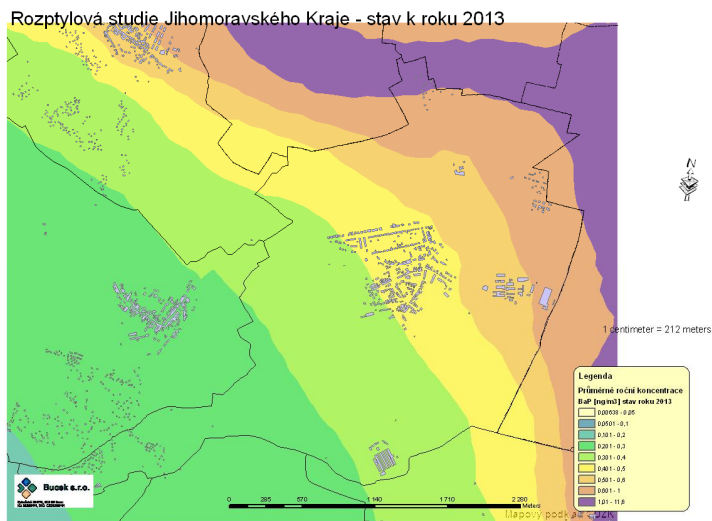 Rozptylová studie Jihomoravského Kraje - stav k roku 2013
N
1 centimeter = 212 meters
Legenda
Průměrné roční koncentrace
BaP [ng/m3] stav roku 2013
0,00638 - 0,05
0,0501 - 0,1
0,101 - 0,2
0,201 - 0,3
0,301 - 0,4
0,401 - 0,5
0,501 - 0,6
0,601 - 1
1,01 - 11,6
Bucek s.r.o.
0 285 570 1 140 1 710 2 280
Meters
Mapový podklad ČÚZK